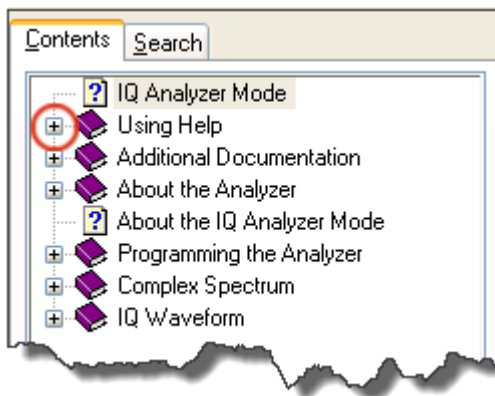 Contents Search
IQ Analyzer Mode
Using Help
Additional Documentation
About the Analyzer
About the IQ Analyzer Mode
Programming the Analyzer
Complex Spectrum
IQ Waveform